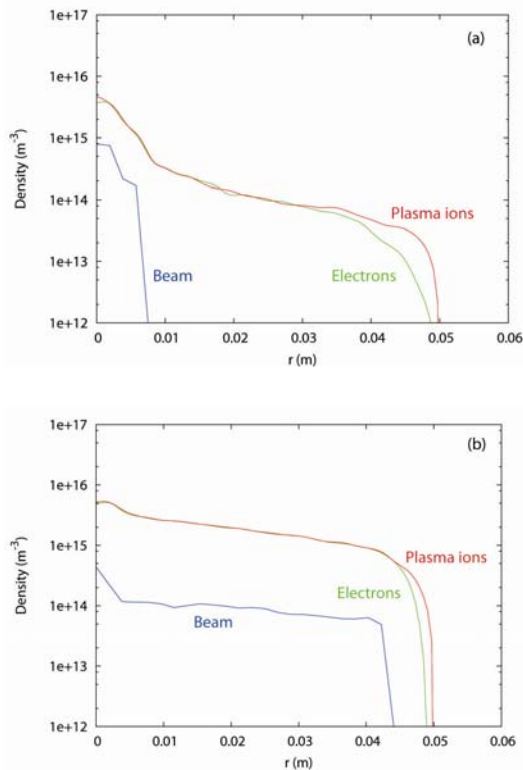 (a)
1e+17
1e+16
1e+15
1e+14
1e+13
1e+12
Density (m⁻³)
Plasma ions
Electrons
Beam
0 0.01 0.02 0.03 0.04 0.05 0.06
r (m)
(b)
1e+17
1e+16
1e+15
1e+14
1e+13
1e+12
Density (m⁻³)
Plasma ions
Electrons
Beam
0 0.01 0.02 0.03 0.04 0.05 0.06
r (m)